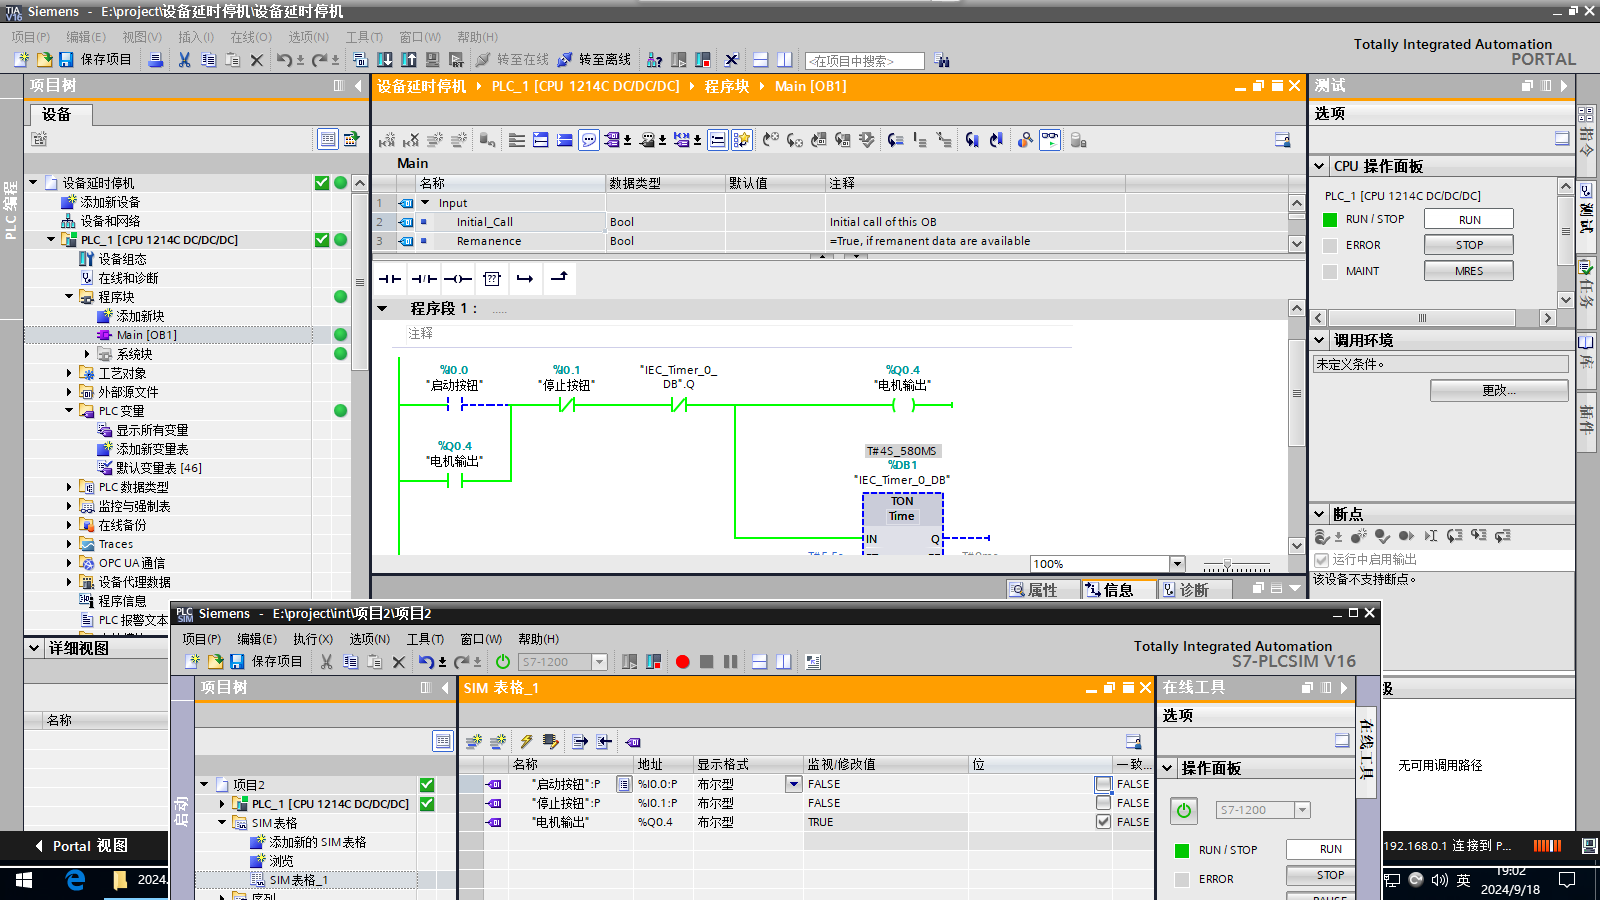 Siemens - E:\project\设备延时停机\设备延时停机
项目(P) 编辑(E) 视图(V) 插入(I) 在线(O) 选项(N) 工具(T) 窗口(W) 帮助(H)
Totally Integrated Automation
PORTAL
保存项目
转至在线
转至离线
<在项目中搜索>
项目树
设备
PLC 编程
设备延时停机
添加新设备
设备和网络
PLC_1 [CPU 1214C DC/DC/DC]
设备组态
在线和诊断
程序块
添加新块
Main [OB1]
系统块
工艺对象
外部源文件
PLC 变量
显示所有变量
添加新变量表
默认变量表 [46]
PLC 数据类型
监控与强制表
在线备份
Traces
OPC UA 通信
设备代理数据
程序信息
PLC 报警文本
详细视图
名称
Portal 视图
设备延时停机 PLC_1 [CPU 1214C DC/DC/DC] 程序块 Main [OB1]
Main
名称 数据类型 默认值 注释
1 Input
2 Initial_Call Bool Initial call of this OB
3 Remanence Bool =True, if remanent data are available
??
程序段 1： .....
注释
%I0.0
"启动按钮"
%I0.1
"停止按钮"
"IEC_Timer_0_
DB".Q
%Q0.4
"电机输出"
%Q0.4
"电机输出"
T#4S_580MS
%DB1
"IEC_Timer_0_DB"
TON
Time
IN Q
100%
属性 信息 诊断
测试
选项
CPU 操作面板
PLC_1 [CPU 1214C DC/DC/DC]
RUN / STOP RUN
ERROR STOP
MAINT MRES
调用环境
未定义条件。
更改...
断点
运行中启用输出
该设备不支持断点。
无可用调用路径
指令
测试
任务
库
插件
Siemens - E:\project\int\项目2\项目2
项目(P) 编辑(E) 执行(X) 选项(N) 工具(T) 窗口(W) 帮助(H)
Totally Integrated Automation
S7-PLCSIM V16
保存项目
S7-1200
项目树
启动
项目2
PLC_1 [CPU 1214C DC/DC/DC]
SIM表格
添加新的 SIM表格
浏览
SIM表格_1
序列
SIM 表格_1
名称 地址 显示格式 监视/修改值 位 一致...
"启动按钮":P %I0.0:P 布尔型 FALSE FALSE
"停止按钮":P %I0.1:P 布尔型 FALSE FALSE
"电机输出" %Q0.4 布尔型 TRUE FALSE
在线工具
选项
操作面板
S7-1200
RUN / STOP RUN
ERROR STOP
在线工具
192.168.0.1 连接到 P...
2024.
英
19:02
2024/9/18